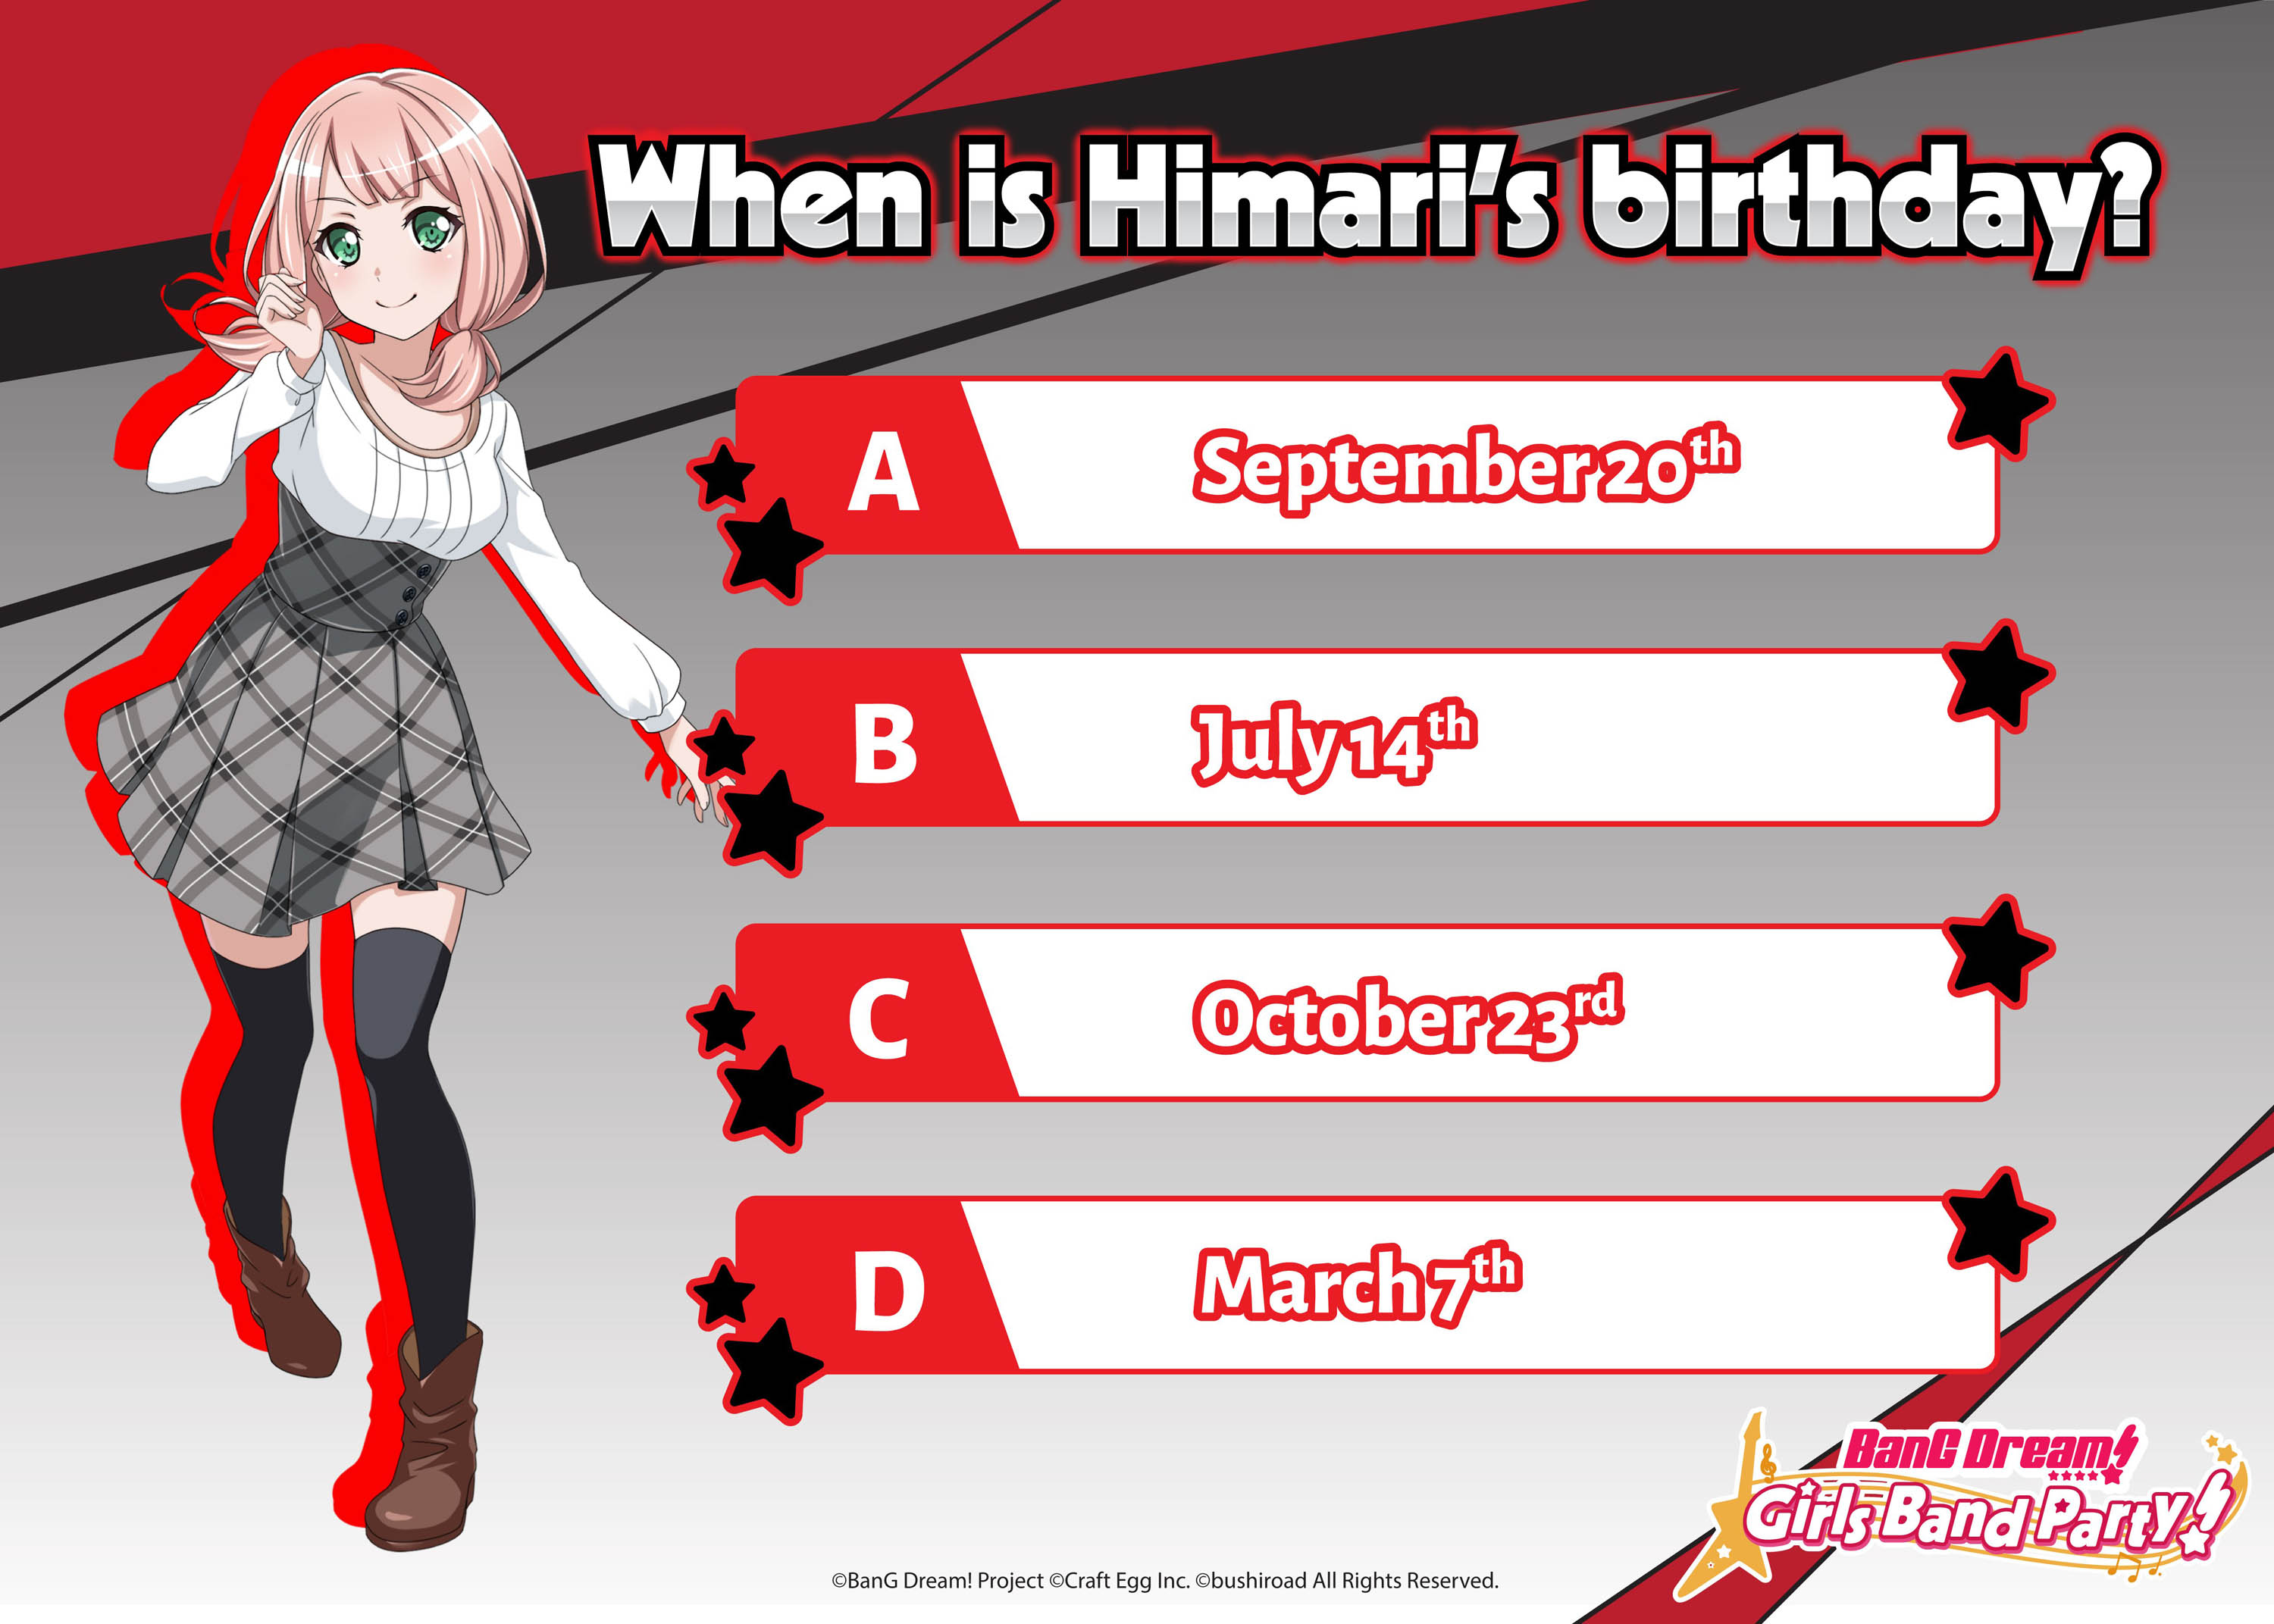 When is Himari's birthday?
A
September 20th
B
July 14th
C
October 23rd
D
March 7th
BanG Dream!
Girls Band Party!
©BanG Dream! Project ©Craft Egg Inc. ©bushiroad All Rights Reserved.